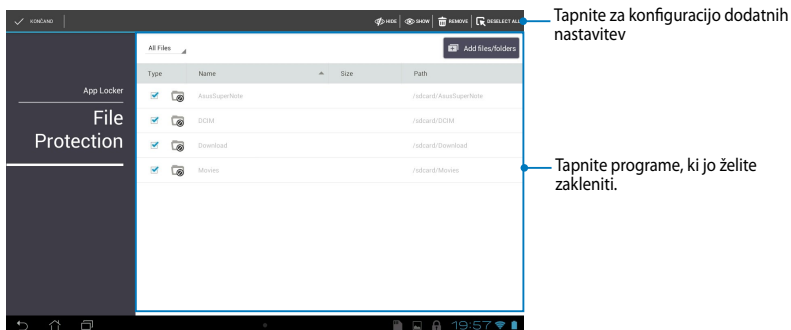 KONČANO HIDE SHOW REMOVE DESELECT ALL
Tapnite za konfiguracijo dodatnih
nastavitev
All Files Add files/folders
Type Name Size Path
App Locker
File
Protection
AsusSuperNote /sdcard/AsusSuperNote
DCIM /sdcard/DCIM
Download /sdcard/Download
Movies /sdcard/Movies
Tapnite programe, ki jo želite
zakleniti.
19:57